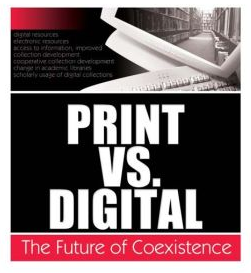 digital resources
electronic resources
access to information, improved
collection development
cooperative collection development
change in academic libraries
scholarly usage of digital collections
PRINT
VS.
DIGITAL
The Future of Coexistence